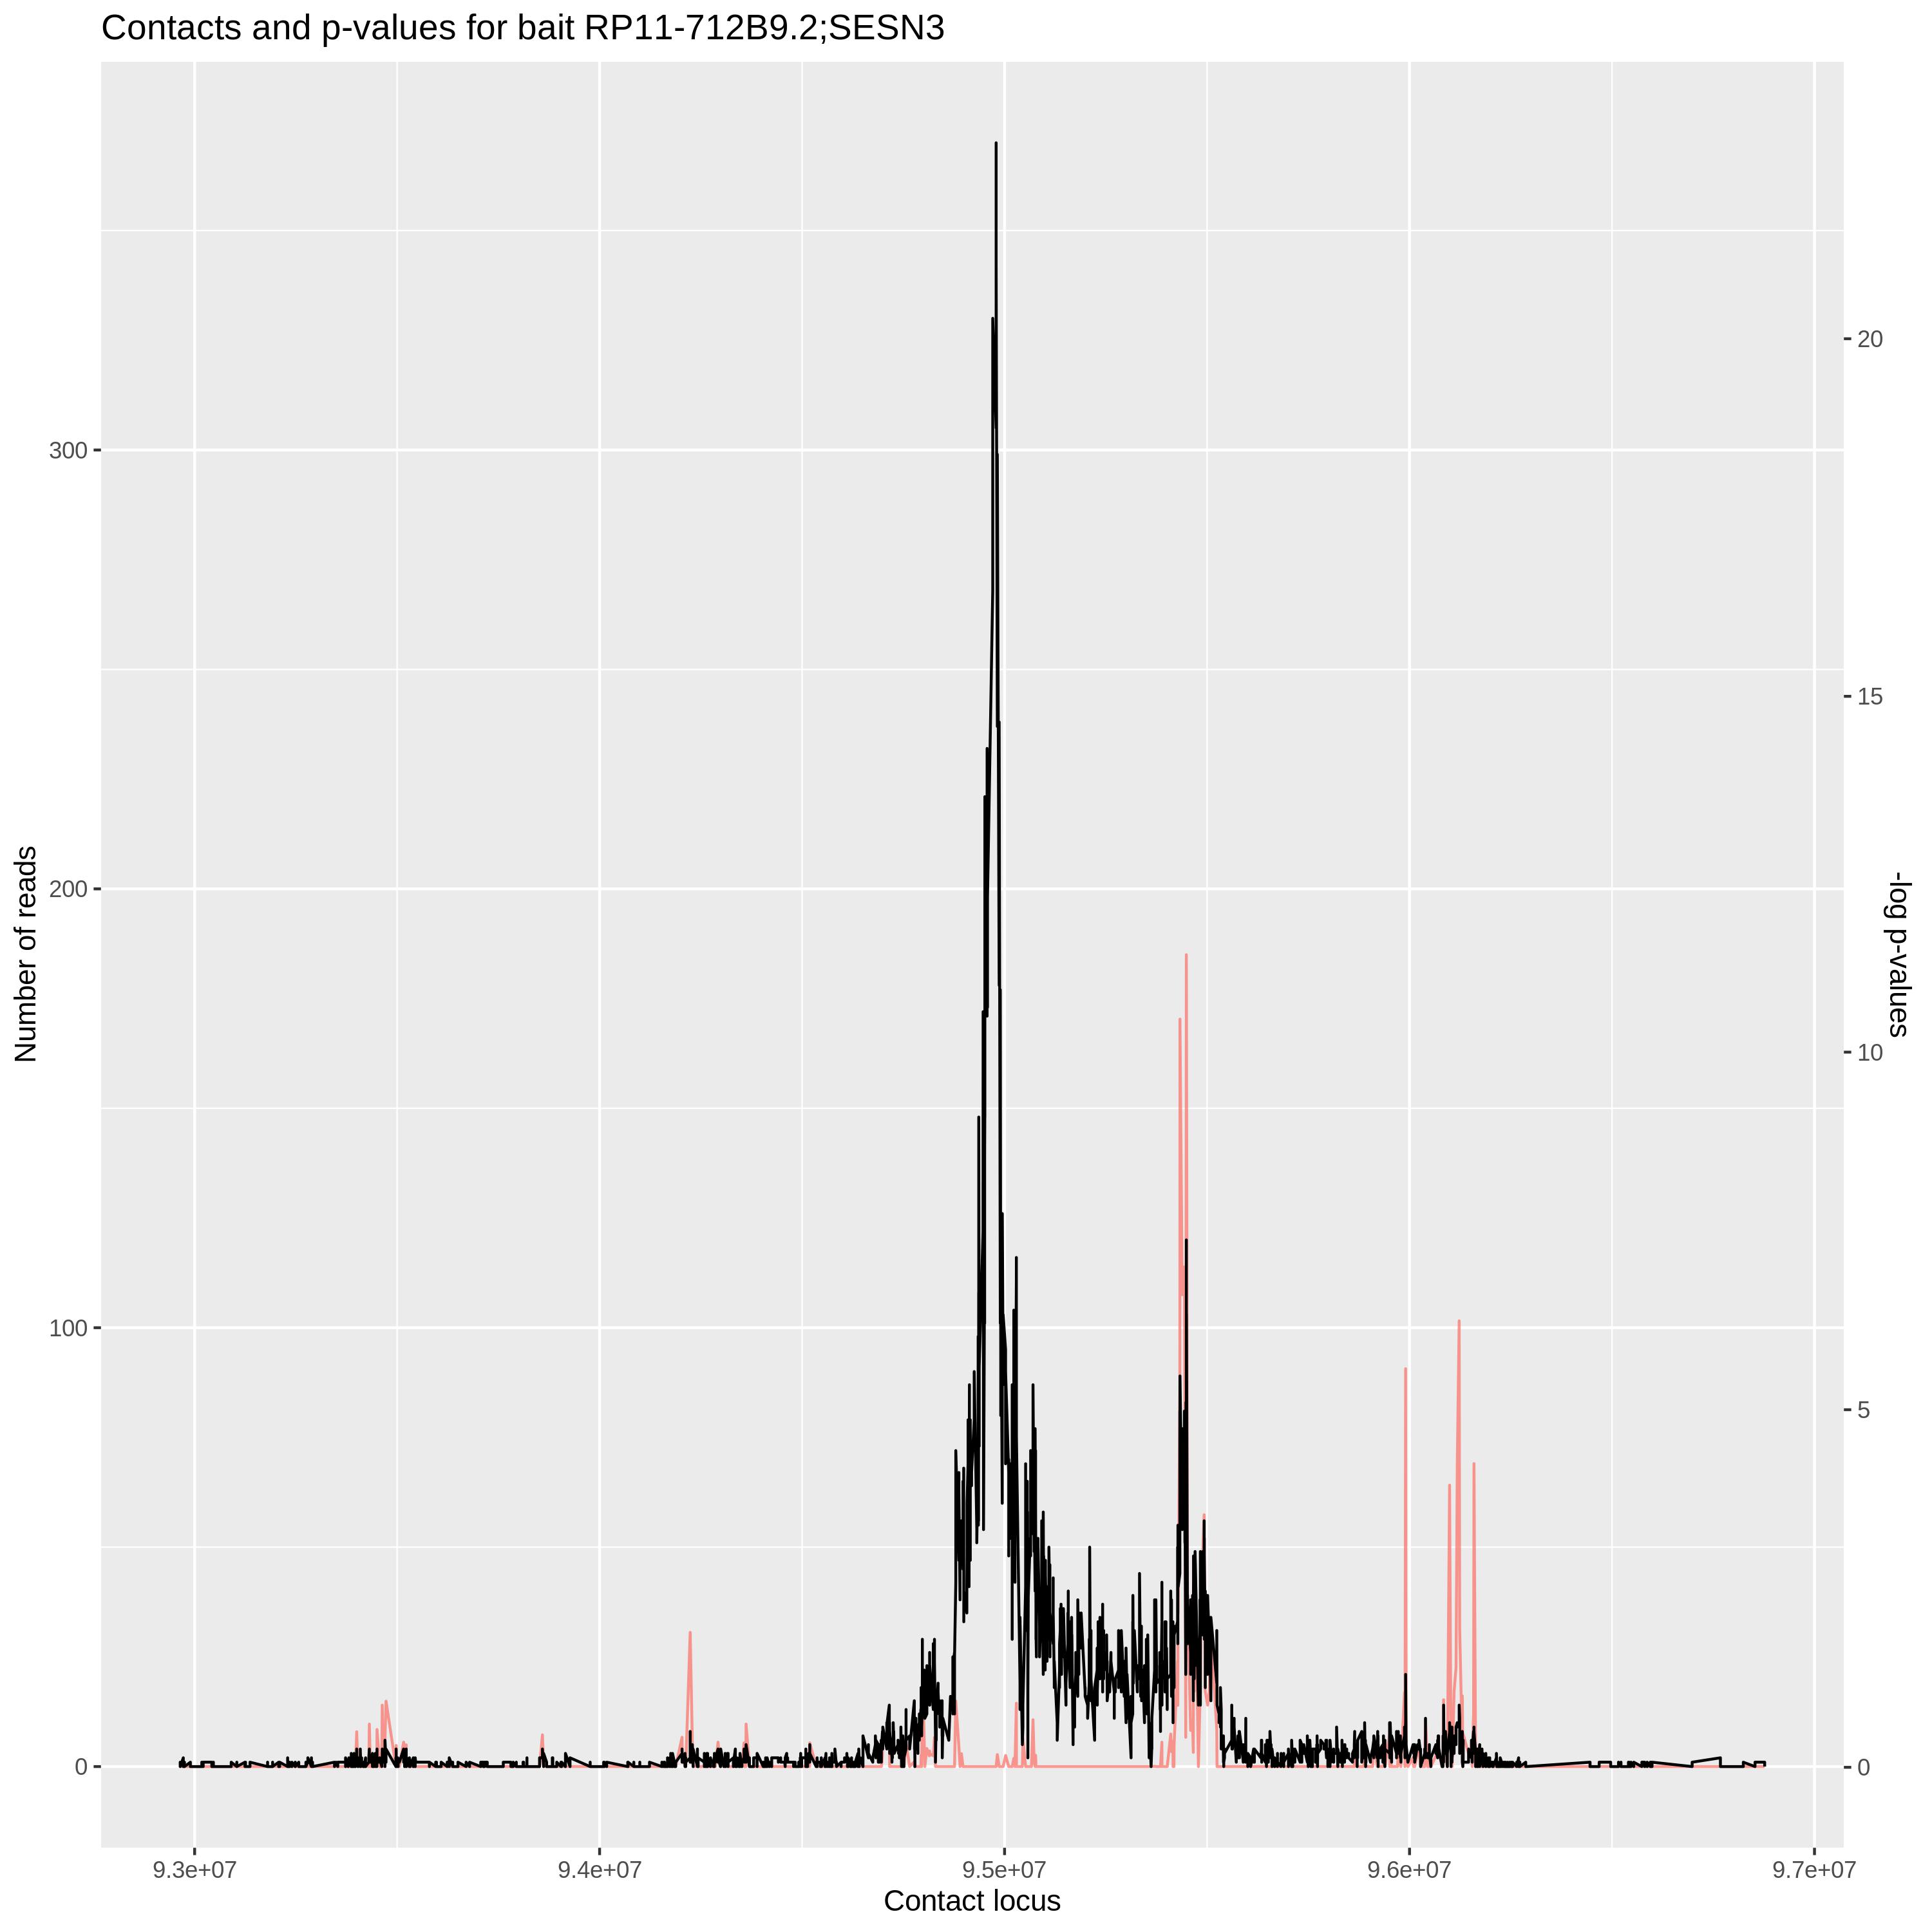 Contacts and p-values for bait RP11-712B9.2;SESN3
Number of reads
300
200
100
0
20
15
10
5
0
-log p-values
9.3e+07
9.4e+07
9.5e+07
9.6e+07
9.7e+07
Contact locus